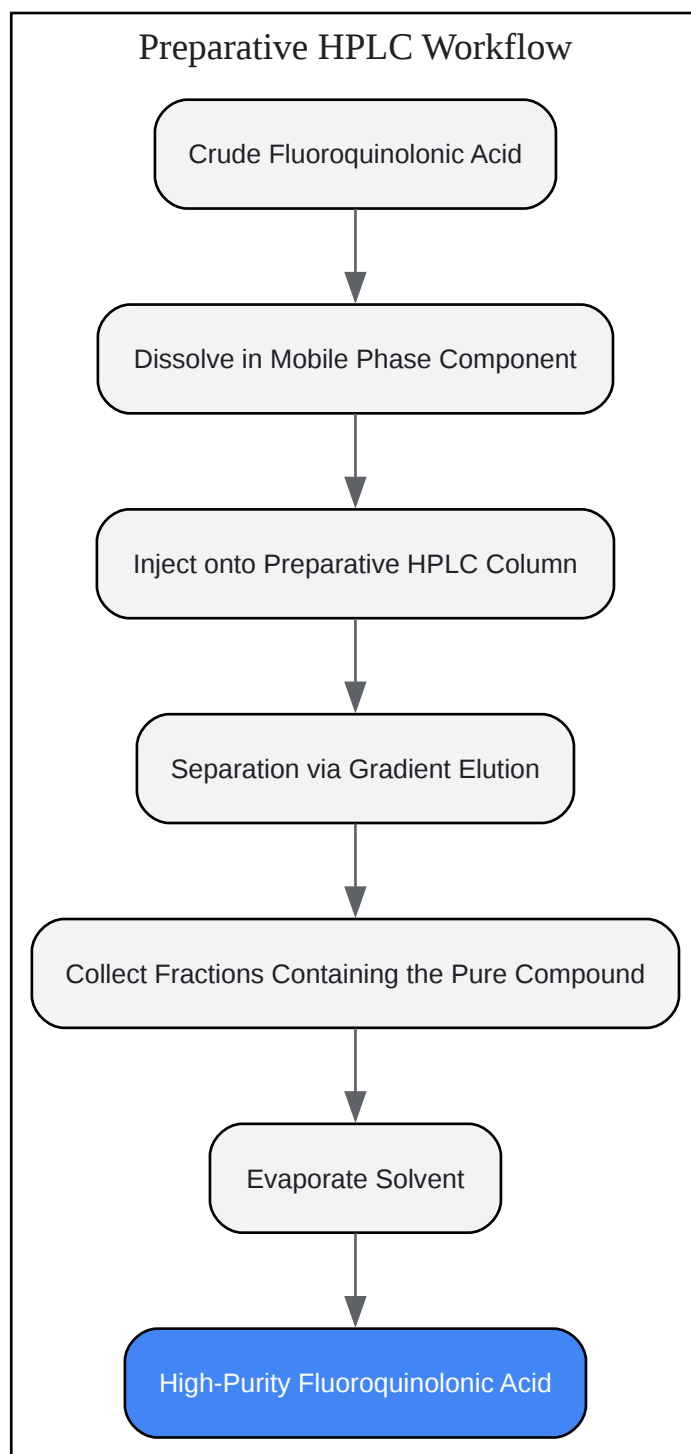 Preparative HPLC Workflow
Crude Fluoroquinolonic Acid
Dissolve in Mobile Phase Component
Inject onto Preparative HPLC Column
Separation via Gradient Elution
Collect Fractions Containing the Pure Compound
Evaporate Solvent
High-Purity Fluoroquinolonic Acid